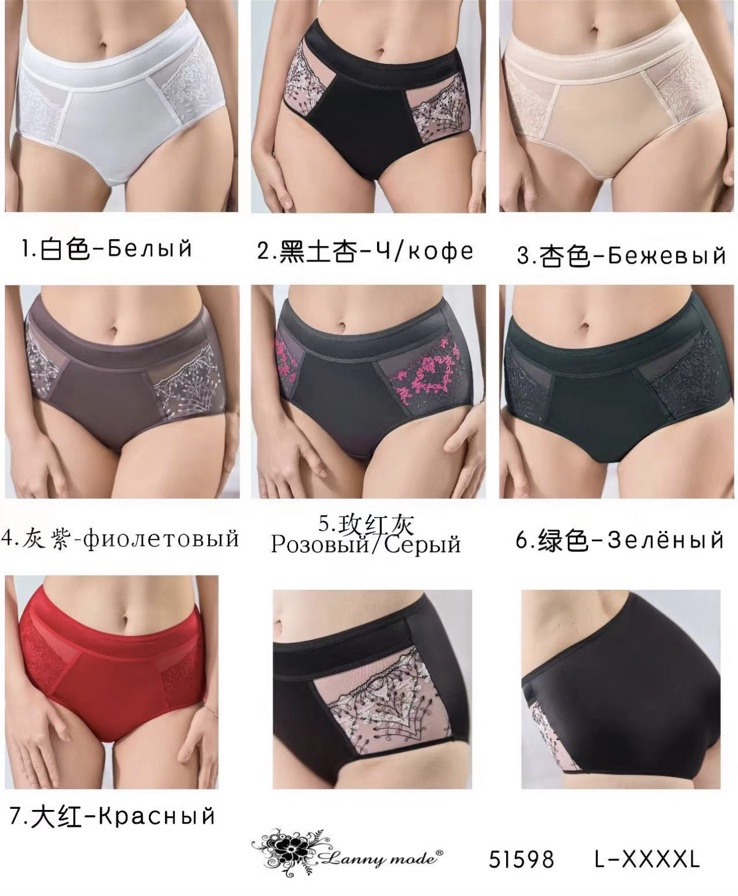 1.白色-Белый
2.黑土杏-Ч/кофе
3.杏色-Бежевый
4.灰紫-фиолетовый
5.玫红灰
Розовый/Серый
6.绿色-Зелёный
7.大红-Красный
Lanny mode®
51598 L-XXXXL